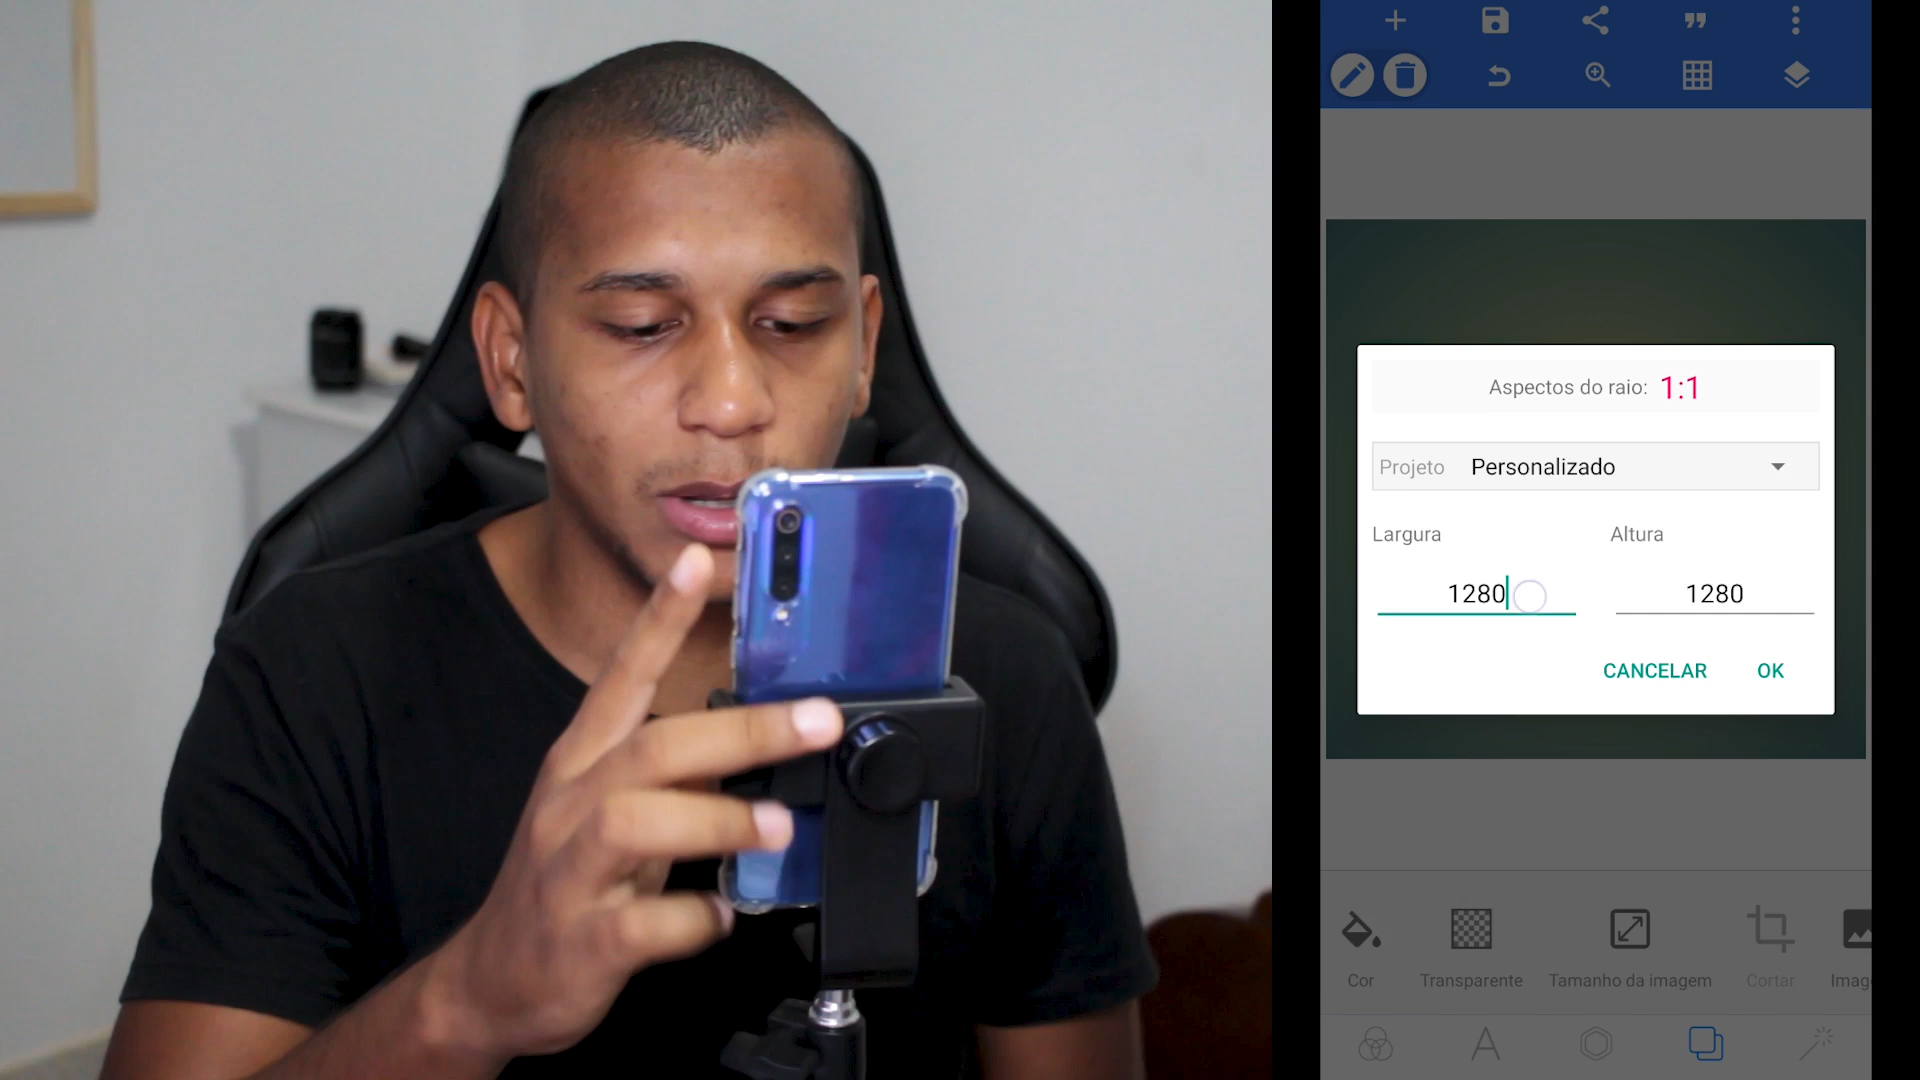 Aspectos do raio: 1:1
Projeto Personalizado
Largura Altura
1280 1280
CANCELAR OK
Cor Transparente Tamanho da imagem Cortar Imag